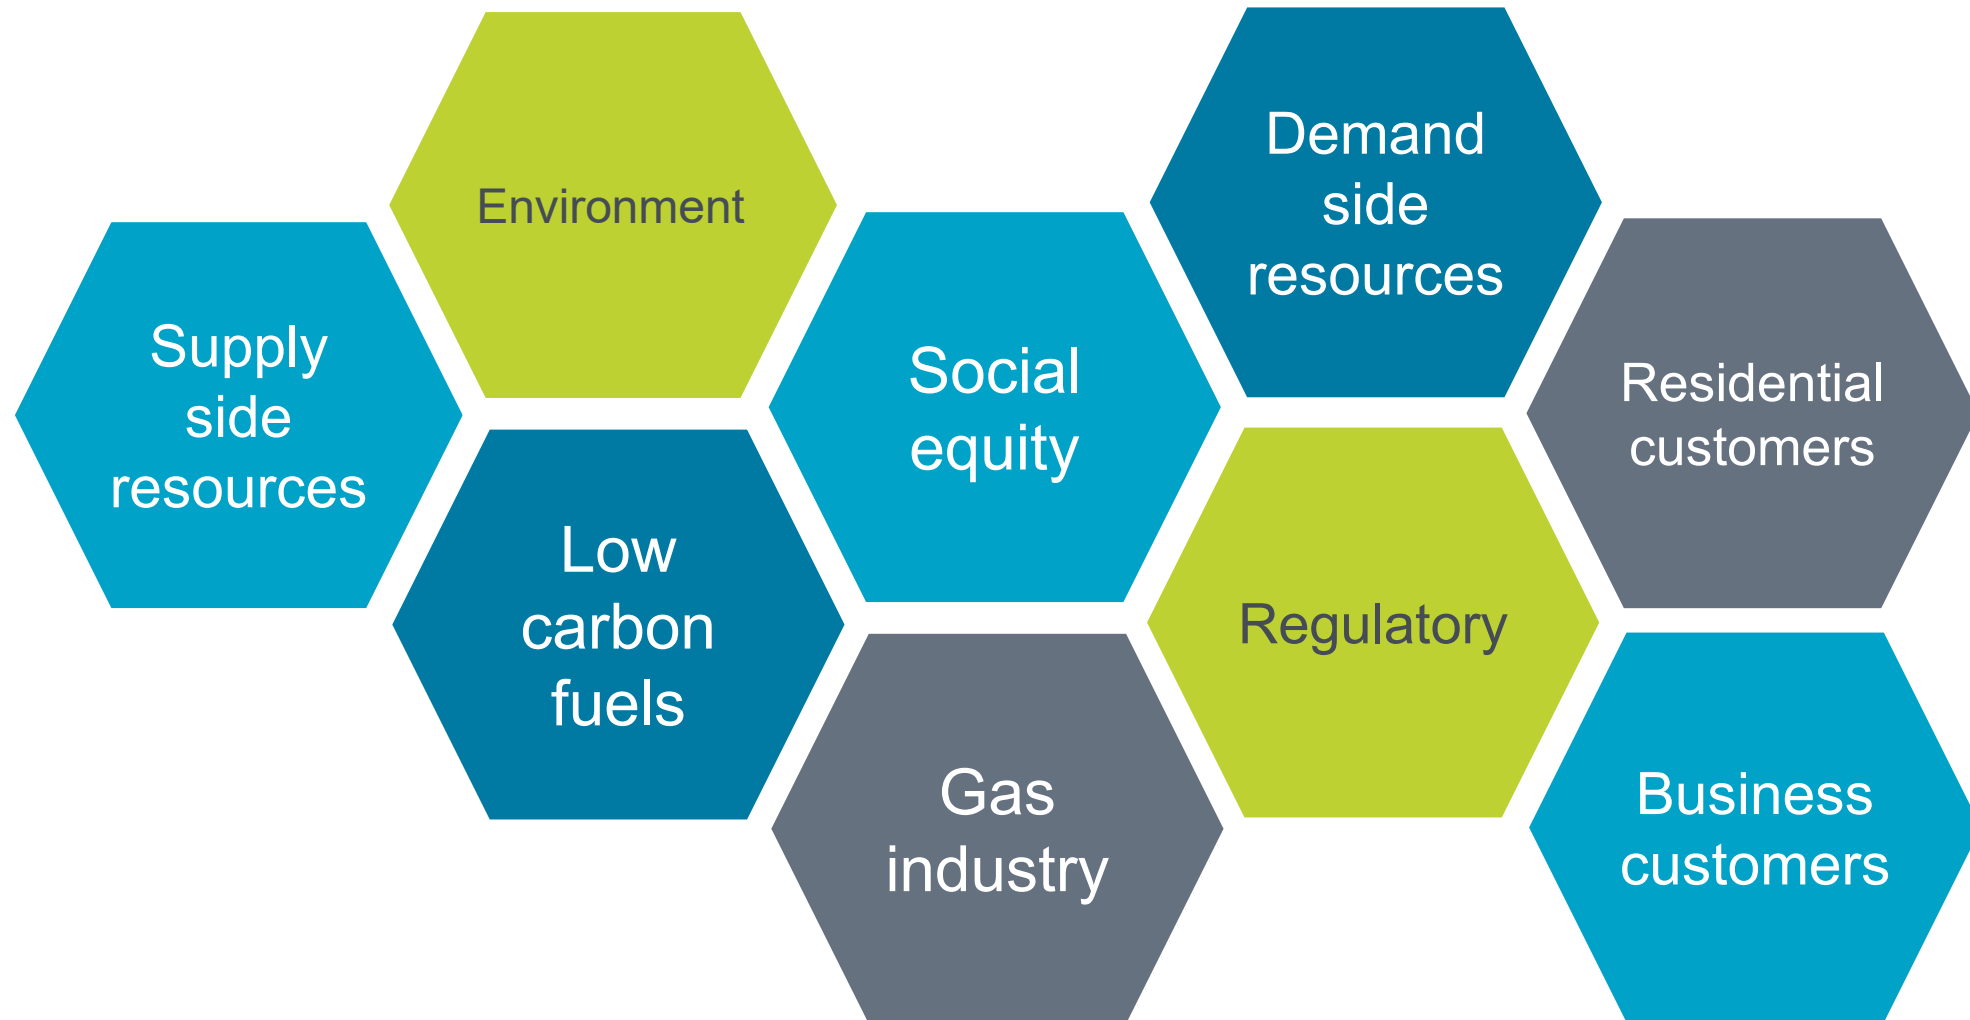 Supply
side
resources
Environment
Low
carbon
fuels
Social
equity
Gas
industry
Demand
side
resources
Regulatory
Residential
customers
Business
customers